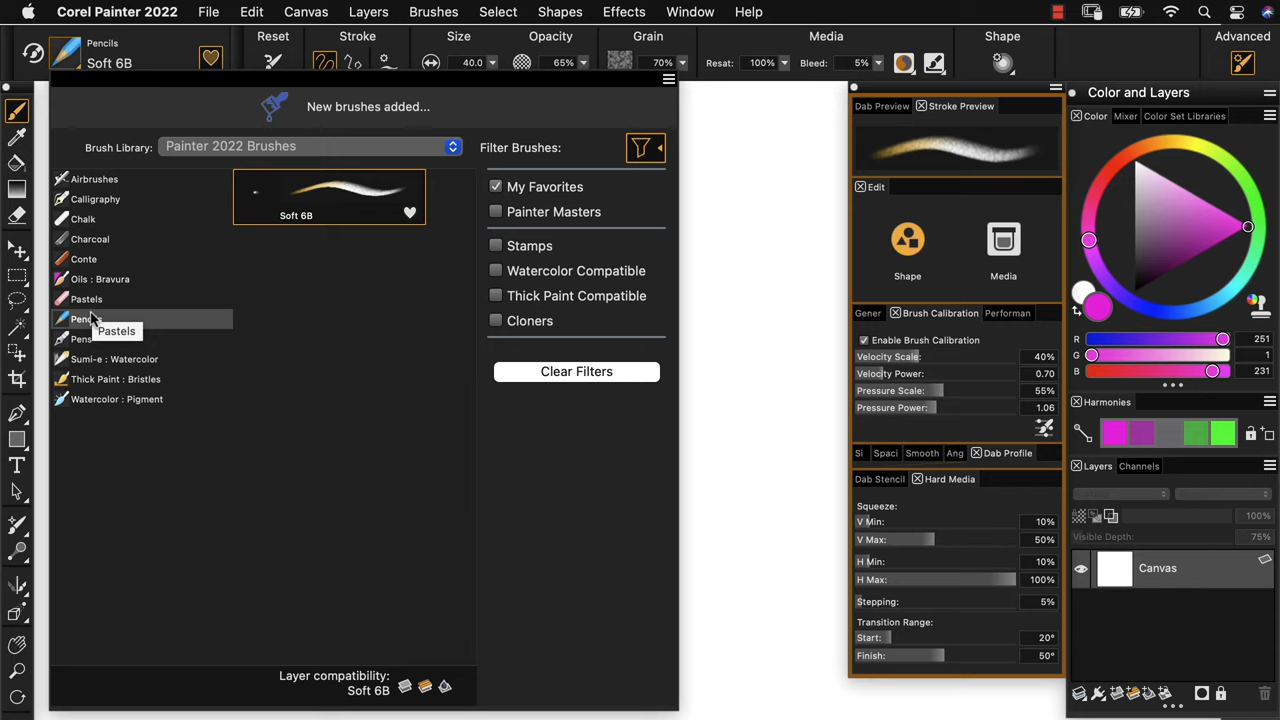 Corel Painter 2022 File Edit Canvas Layers Brushes Select Shapes Effects Window Help
Pencils
Soft 6B
Reset Stroke Size Opacity Grain Media Shape Advanced
40.0 65% 70% Resat: 100% Bleed: 5%
New brushes added...
Brush Library: Painter 2022 Brushes
Airbrushes
Calligraphy
Chalk
Charcoal
Conte
Oils : Bravura
Pastels
Pens
Sumi-e : Watercolor
Thick Paint : Bristles
Watercolor : Pigment
Pastels
Soft 6B
Filter Brushes:
My Favorites
Painter Masters
Stamps
Watercolor Compatible
Thick Paint Compatible
Cloners
Clear Filters
Layer compatibility:
Soft 6B
Dab Preview Stroke Preview
Edit
Shape Media
Gener Brush Calibration Performan
Enable Brush Calibration
Velocity Scale: 40%
Velocity Power: 0.70
Pressure Scale: 55%
Pressure Power: 1.06
Si Spaci Smooth Ang Dab Profile
Dab Stencil Hard Media
Squeeze:
V Min: 10%
V Max: 50%
H Min: 10%
H Max: 100%
Stepping: 5%
Transition Range:
Start: 20°
Finish: 50°
Color and Layers
Color Mixer Color Set Libraries
R 251
G 1
B 231
Harmonies
Layers Channels
100%
Visible Depth: 75%
Canvas